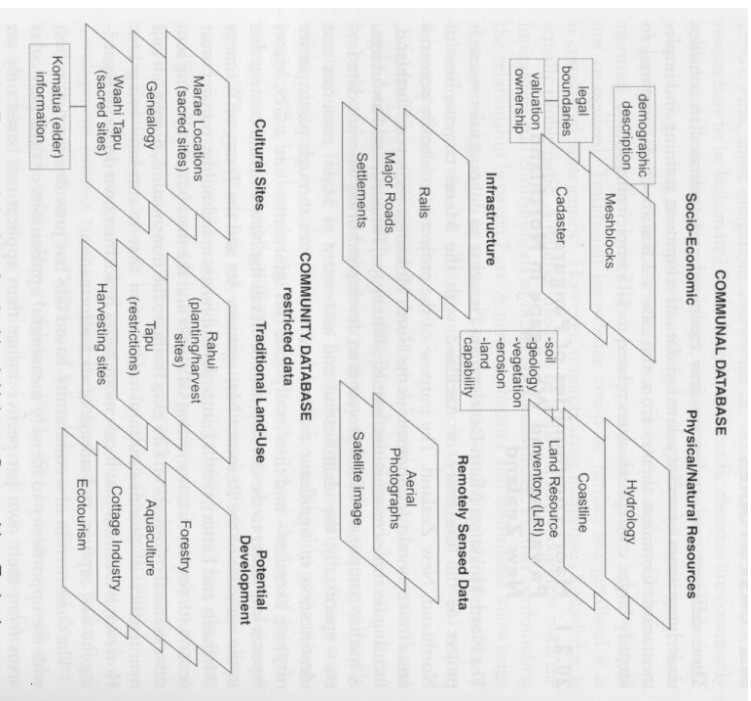 COMMUNAL DATABASE
Socio-Economic
Physical/Natural Resources
demographic
description
Meshblocks
legal
boundaries
valuation
ownership
Cadaster
Hydrology
Coastline
Land Resource
Inventory (LRI)
-soil
-geology
-vegetation
-erosion
-land
capability
Infrastructure
Remotely Sensed Data
Rails
Major Roads
Settlements
Aerial
Photographs
Satellite image
COMMUNITY DATABASE
restricted data
Cultural Sites
Traditional Land-Use
Potential
Development
Marae Locations
(sacred sites)
Genealogy
Waahi Tapu
(sacred sites)
Komatua (elder)
information
Rahui
(planting/harvest
sites)
Tapu
(restrictions)
Harvesting sites
Forestry
Aquaculture
Cottage Industry
Ecotourism